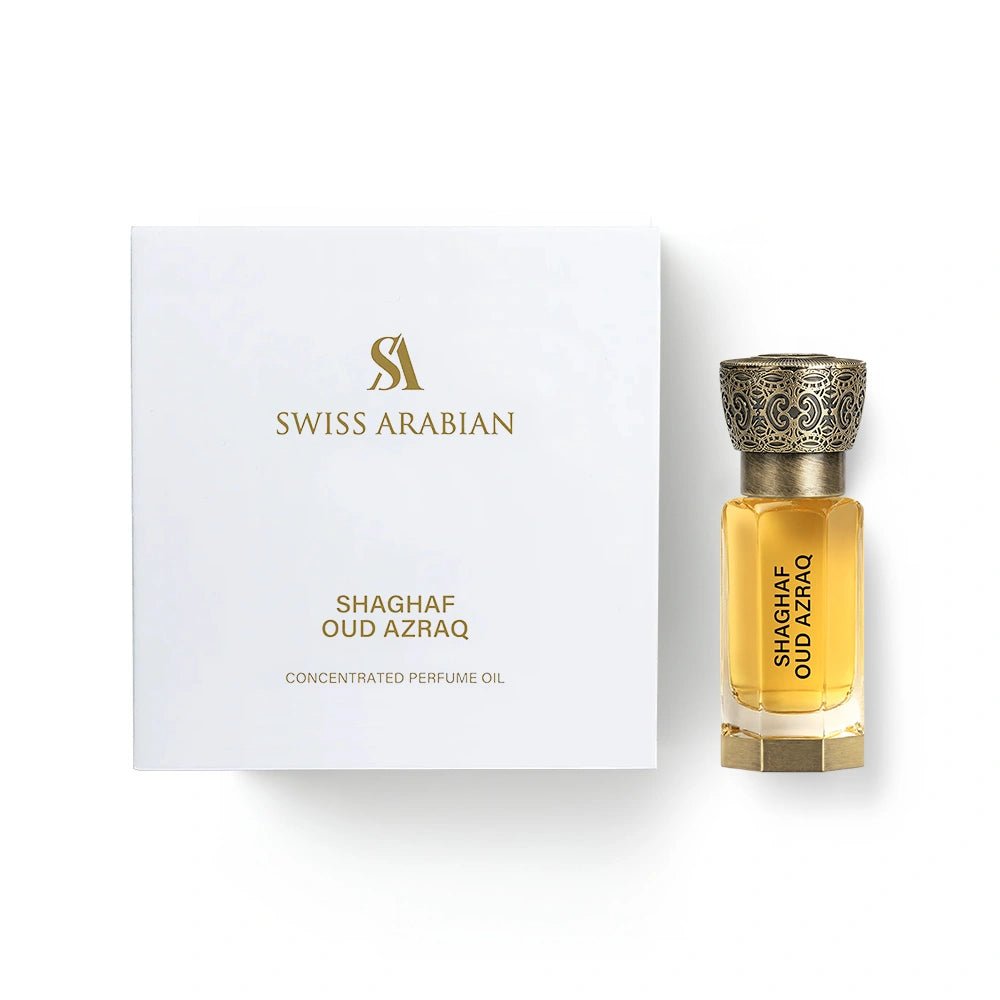 SA
SWISS ARABIAN
SHAGHAF
OUD AZRAQ
CONCENTRATED PERFUME OIL
SHAGHAF
OUD AZRAQ